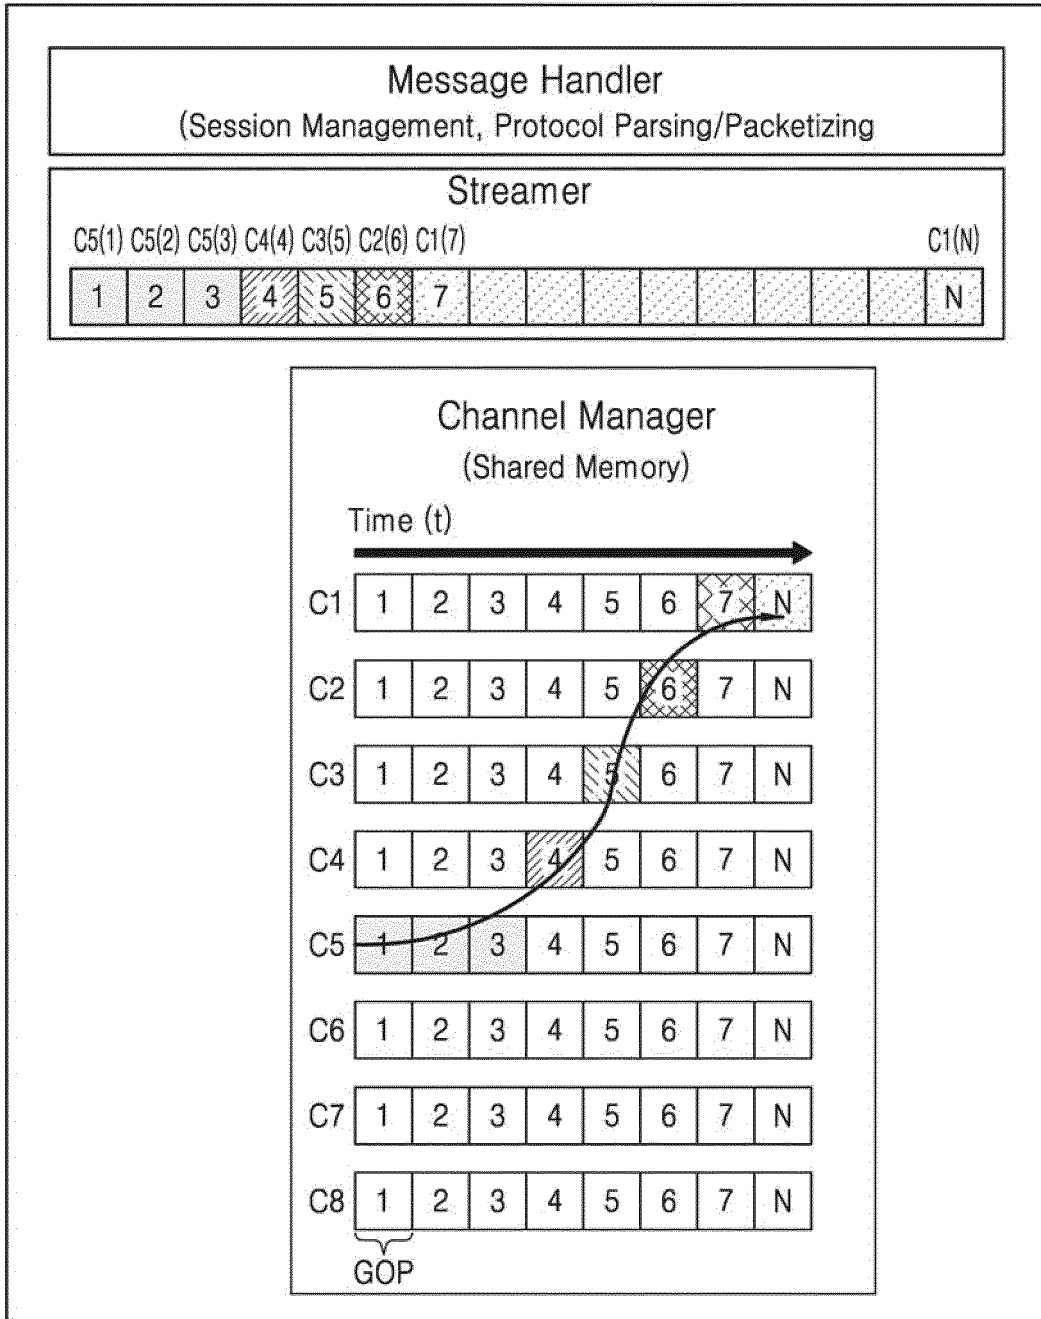 Message Handler
(Session Management, Protocol Parsing/Packetizing
Streamer
C5(1) C5(2) C5(3) C4(4) C3(5) C2(6) C1(7) C1(N)
1 2 3 4 5 6 7 N
Channel Manager
(Shared Memory)
Time (t)
C1 1 2 3 4 5 6 7 N
C2 1 2 3 4 5 6 7 N
C3 1 2 3 4 5 6 7 N
C4 1 2 3 4 5 6 7 N
C5 1 2 3 4 5 6 7 N
C6 1 2 3 4 5 6 7 N
C7 1 2 3 4 5 6 7 N
C8 1 2 3 4 5 6 7 N
GOP